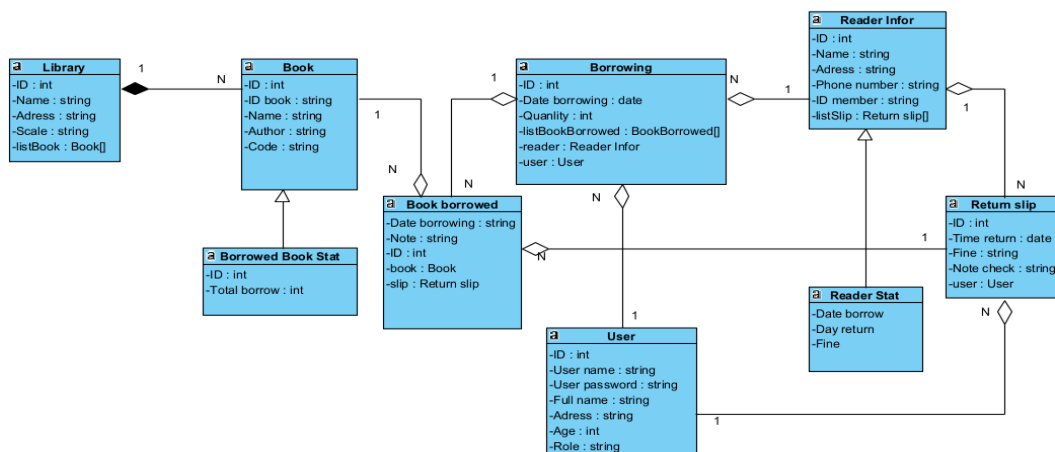 a Library
-ID : int
-Name : string
-Adress : string
-Scale : string
-listBook : Book[]
1
N
a Book
-ID : int
-ID book : string
-Name : string
-Author : string
-Code : string
1
N
a Borrowed Book Stat
-ID : int
-Total borrow : int
a Book borrowed
-Date borrowing : string
-Note : string
-ID : int
-book : Book
-slip : Return slip
1
N
a Borrowing
-ID : int
-Date borrowing : date
-Quanlity : int
-listBookBorrowed : BookBorrowed[]
-reader : Reader Infor
-user : User
N
1
N
1
a Reader Infor
-ID : int
-Name : string
-Adress : string
-Phone number : string
-ID member : string
-listSlip : Return slip[]
1
N
N
1
a Return slip
-ID : int
-Time return : date
-Fine : string
-Note check : string
-user : User
N
1
a Reader Stat
-Date borrow
-Day return
-Fine
a User
-ID : int
-User name : string
-User password : string
-Full name : string
-Adress : string
-Age : int
-Role : string